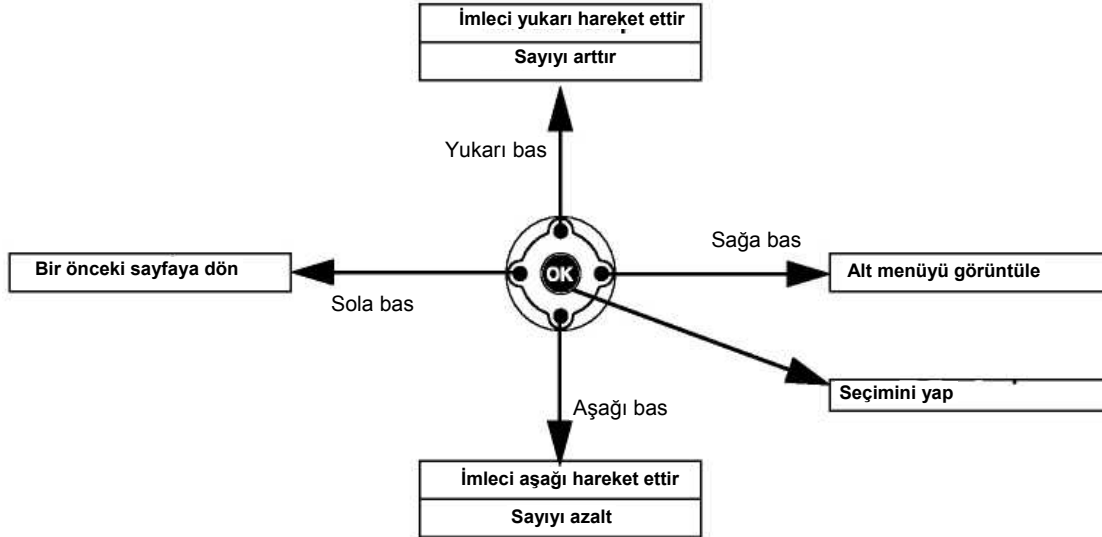 İmleci yukarı hareket ettir
Sayıyı arttır
Yukarı bas
Sağa bas
Bir önceki sayfaya dön
OK
Alt menüyü görüntüle
Sola bas
Seçimini yap
Aşağı bas
İmleci aşağı hareket ettir
Sayıyı azalt